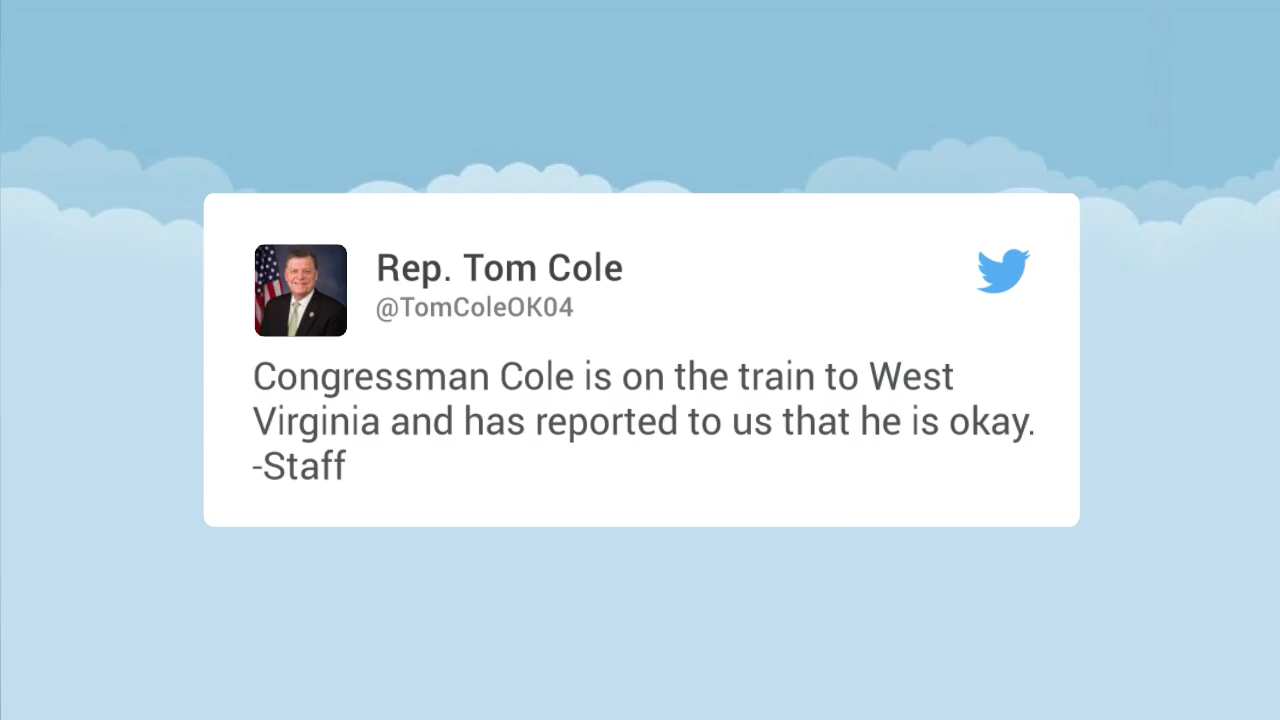 Rep. Tom Cole
@TomColeOK04
Congressman Cole is on the train to West
Virginia and has reported to us that he is okay.
-Staff